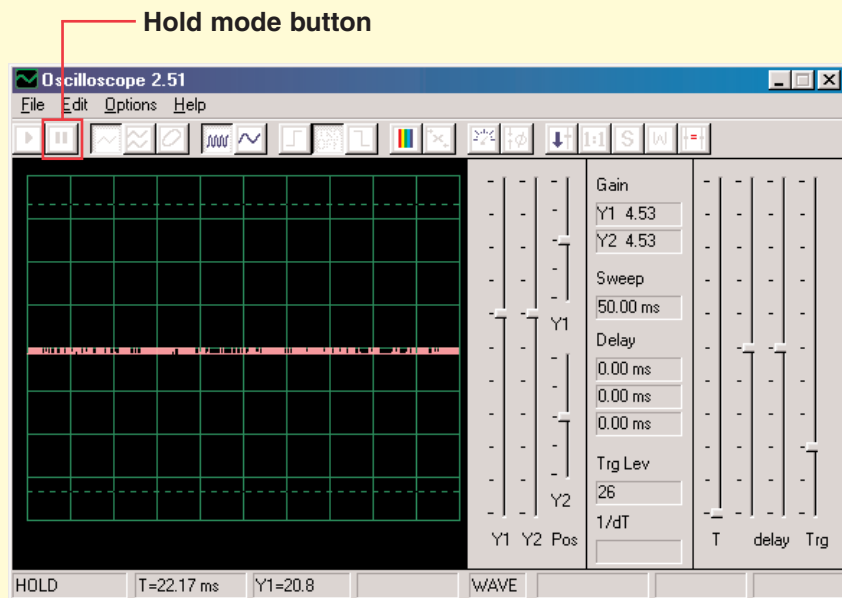 Hold mode button
Oscilloscope 2.51
File Edit Options Help
1:1 S W
Gain
Y1 4.53
Y2 4.53
Sweep
50.00 ms
Y1
Delay
0.00 ms
0.00 ms
0.00 ms
Trg Lev
26
Y2
1/dT
Y1 Y2 Pos
T delay Trg
HOLD T=22.17 ms Y1=20.8 WAVE